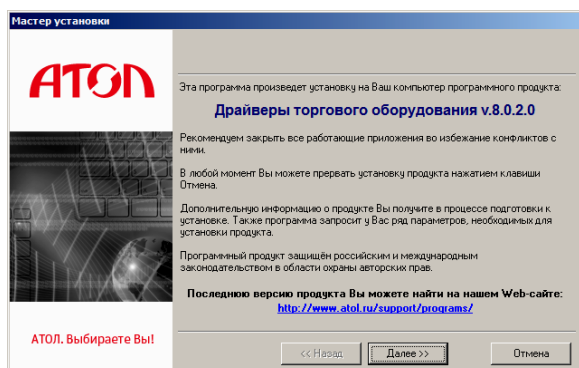 Мастер установки
АТОЛ
Эта программа произведет установку на Ваш компьютер программного продукта:
Драйверы торгового оборудования v.8.0.2.0
Рекомендуем закрыть все работающие приложения во избежание конфликтов с
ними.
В любой момент Вы можете прервать установку продукта нажатием клавиши
Отмена.
Дополнительную информацию о продукте Вы получите в процессе подготовки к
установке. Также программа запросит у Вас ряд параметров, необходимых для
установки продукта.
Программный продукт защищён российским и международным
законодательством в области охраны авторских прав.
Последнюю версию продукта Вы можете найти на нашем Web-сайте:
http://www.atol.ru/support/programs/
АТОЛ. Выбираете Вы!
<< Назад
Далее >>
Отмена